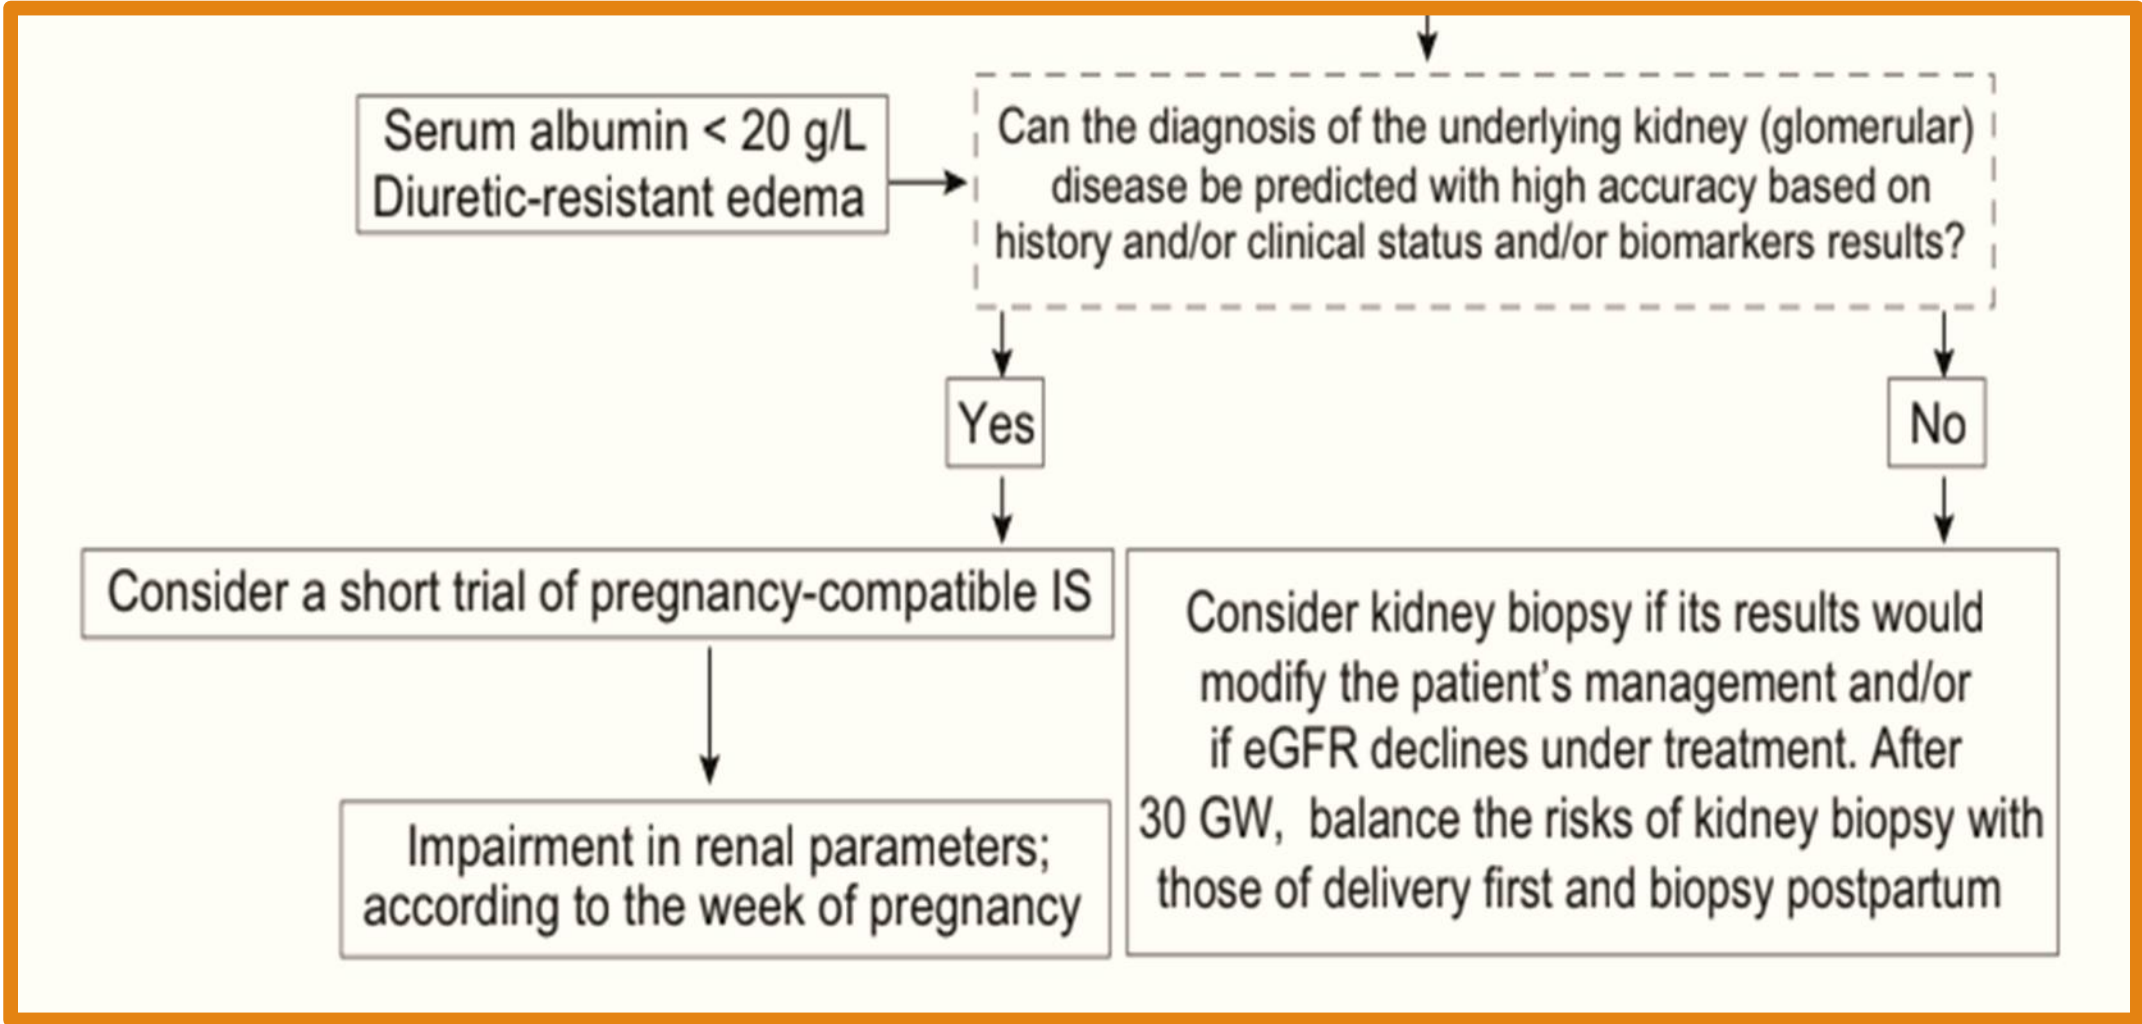 Serum albumin < 20 g/L
Diuretic-resistant edema
Can the diagnosis of the underlying kidney (glomerular)
disease be predicted with high accuracy based on
history and/or clinical status and/or biomarkers results?
Yes
No
Consider a short trial of pregnancy-compatible IS
Impairment in renal parameters;
according to the week of pregnancy
Consider kidney biopsy if its results would
modify the patient’s management and/or
if eGFR declines under treatment. After
30 GW, balance the risks of kidney biopsy with
those of delivery first and biopsy postpartum